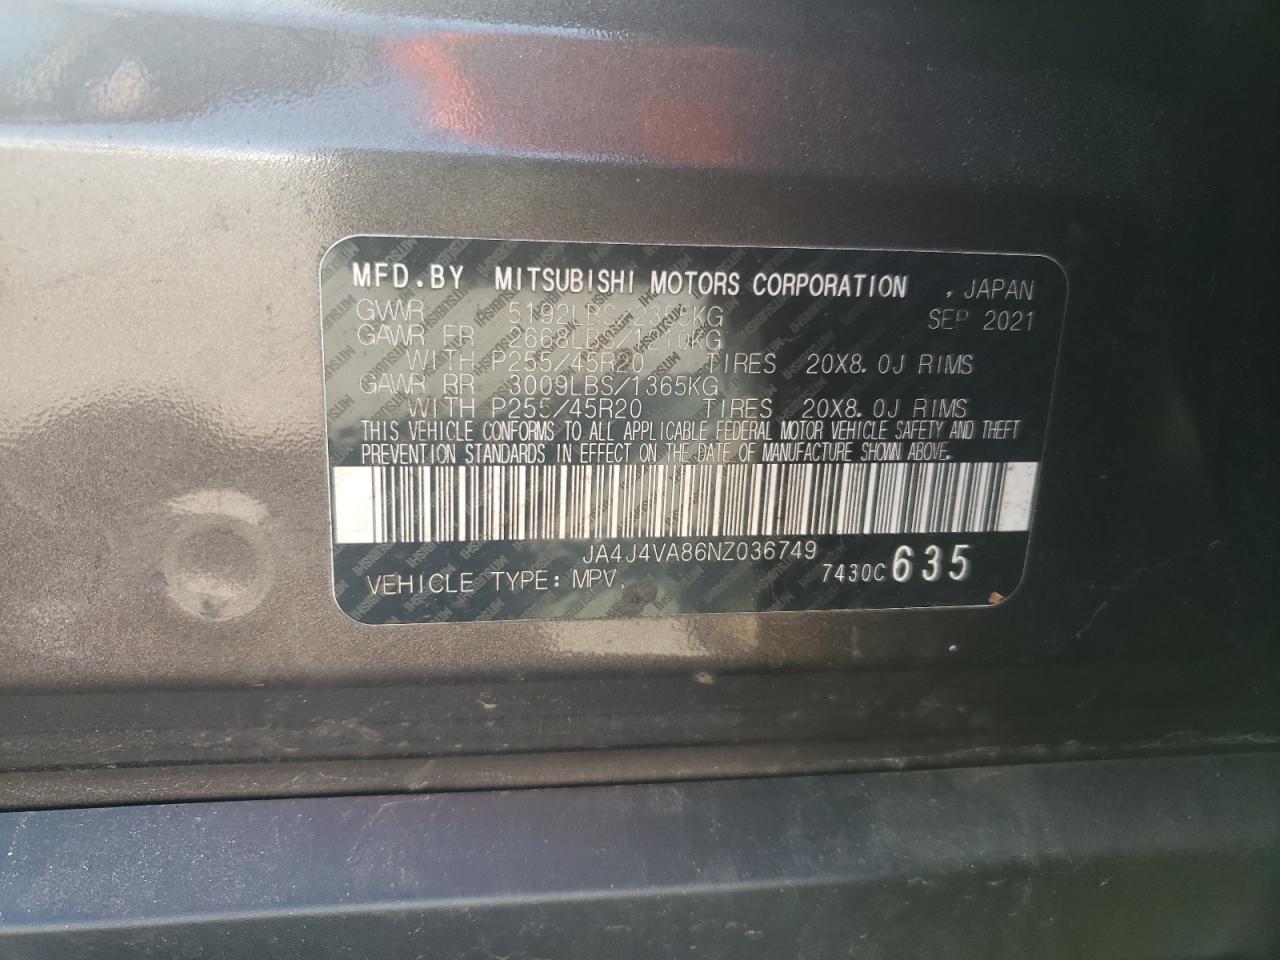 MFD.BY MITSUBISHI MOTORS CORPORATION , JAPAN
GVWR 5192LBS/2355KG SEP 2021
GAWR FR 2668LBS/1210KG
WITH P255/45R20 TIRES 20X8.0J RIMS
GAWR RR 3009LBS/1365KG
WITH P255/45R20 TIRES 20X8.0J RIMS
THIS VEHICLE CONFORMS TO ALL APPLICABLE FEDERAL MOTOR VEHICLE SAFETY AND THEFT
PREVENTION STANDARDS IN EFFECT ON THE DATE OF MANUFACTURE SHOWN ABOVE.
JA4J4VA86NZ036749
VEHICLE TYPE: MPV. 7430C 635